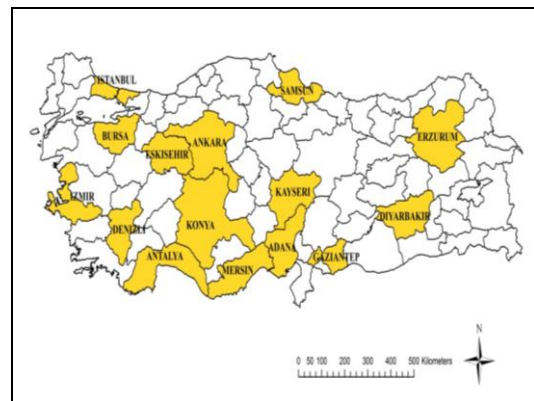 ISTANBUL
SAMSUN
BURSA
ANKARA
ERZURUM
ESKISEHIR
IZMIR
KAYSERI
DIYARBAKIR
DENIZLI
KONYA
ADANA
GAZIANTEP
ANTALYA
MERSIN
N
0 50 100 200 300 400 500 Kilometers